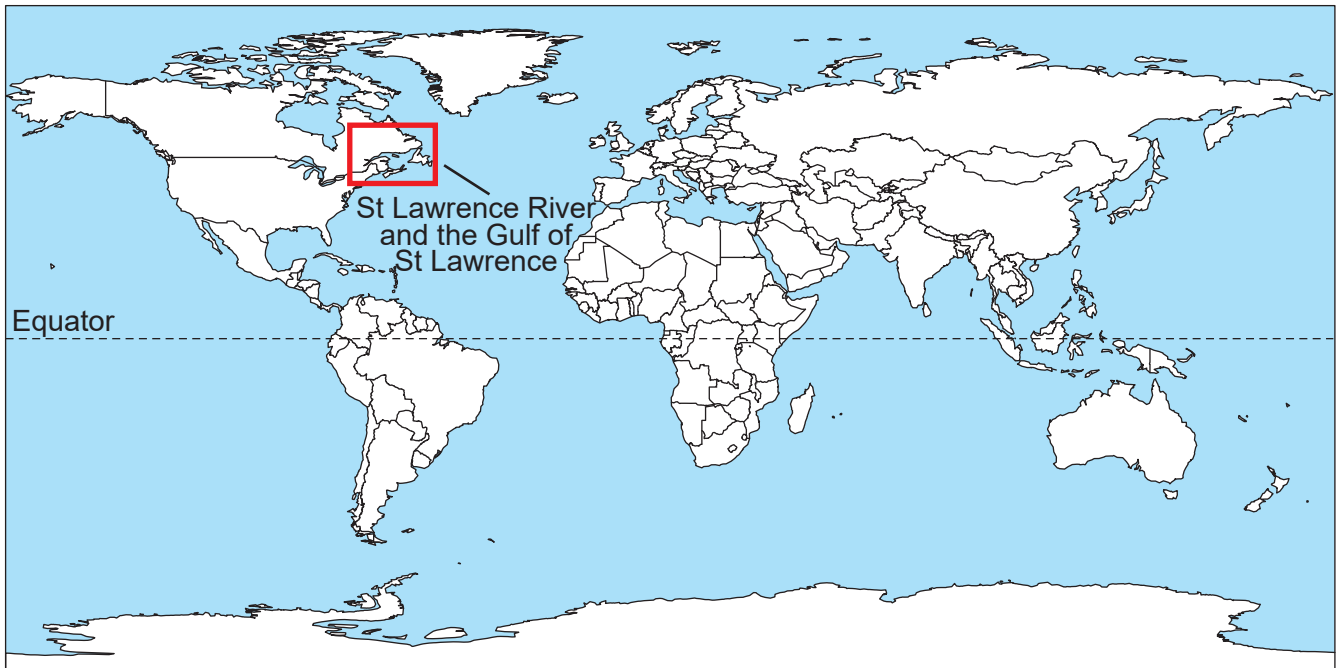 St Lawrence River
and the Gulf of
St Lawrence
Equator